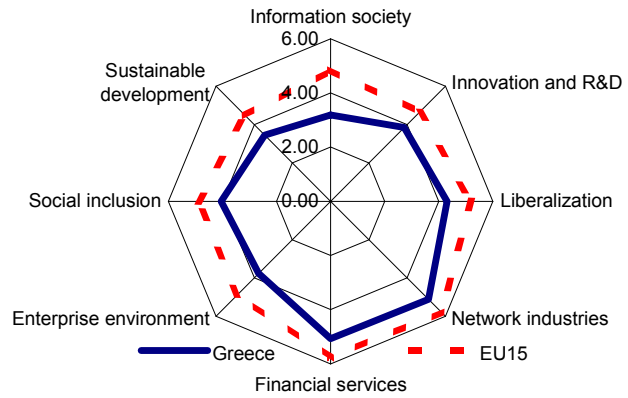 Information society
6.00
Sustainable
development
Innovation and R&D
4.00
2.00
Social inclusion
0.00
Liberalization
Enterprise environment
Network industries
Greece
EU15
Financial services